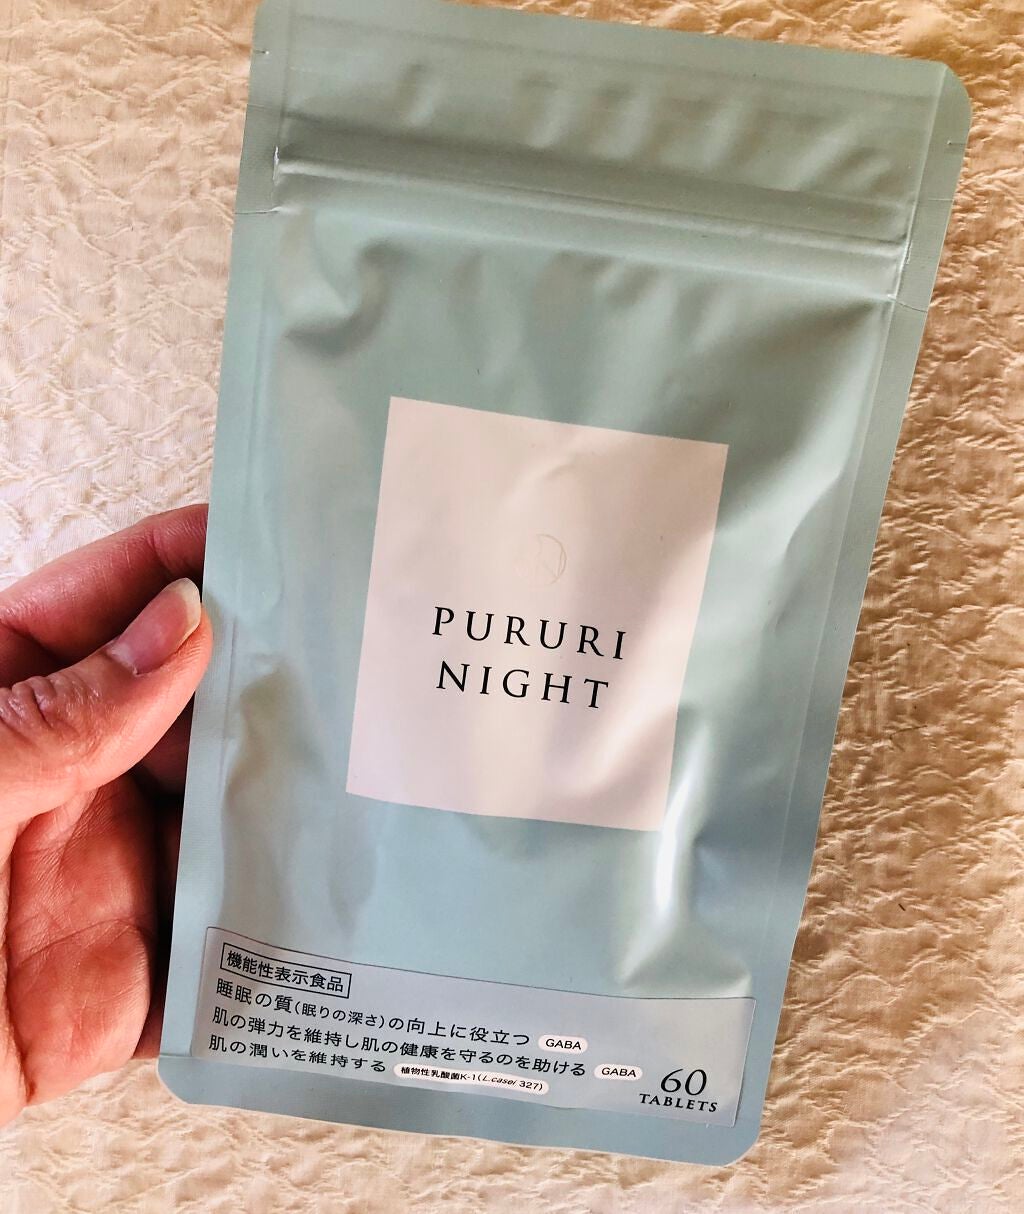 PURURI
NIGHT
機能性表示食品
睡眠の質(眠りの深さ)の向上に役立つ GABA
肌の弾力を維持し肌の健康を守るのを助ける GABA
肌の潤いを維持する 植物性乳酸菌K-1(L.casei 327)
60
TABLETS